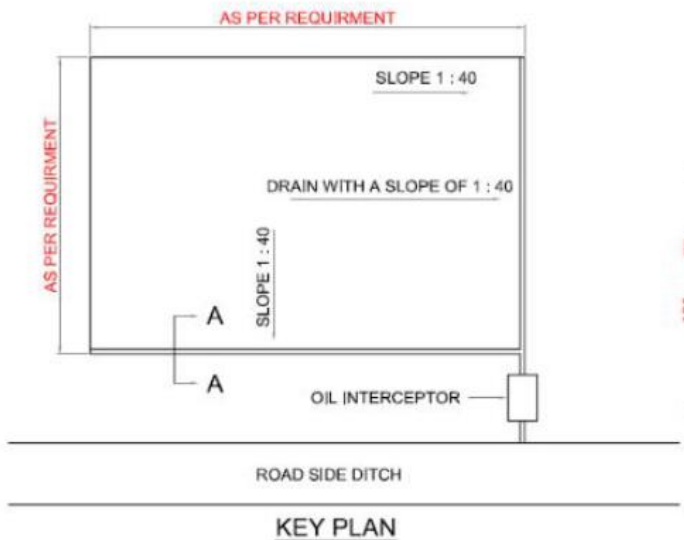 AS PER REQUIRMENT
SLOPE 1 : 40
AS PER REQUIRMENT
DRAIN WITH A SLOPE OF 1 : 40
SLOPE 1 : 40
A
A
OIL INTERCEPTOR
ROAD SIDE DITCH
KEY PLAN